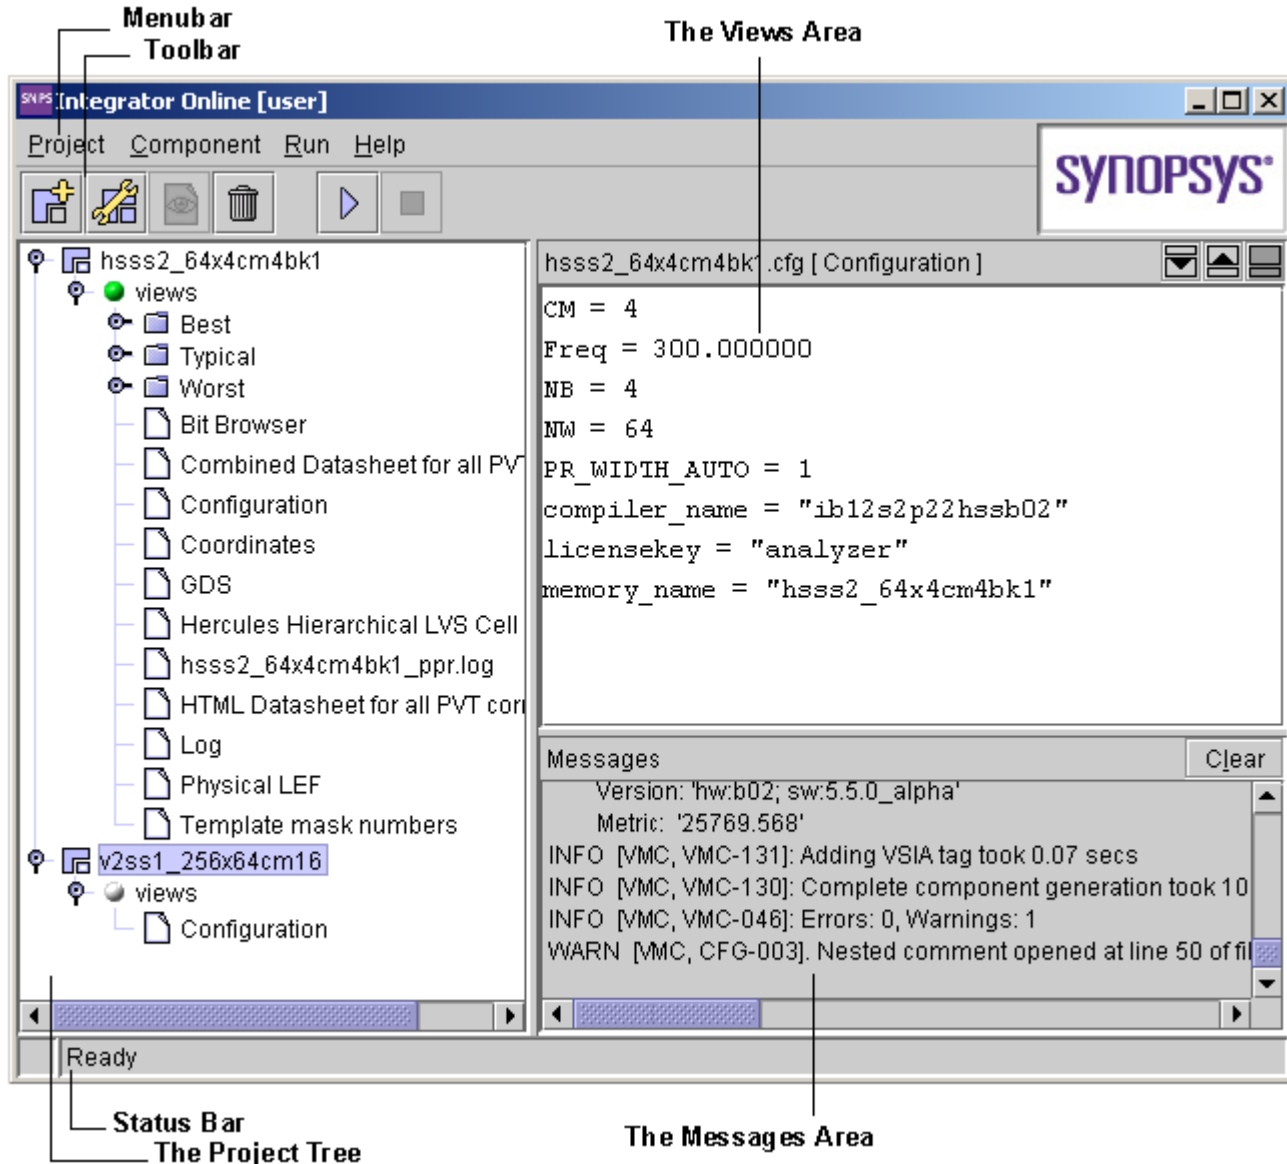 Menubar
Toolbar
The Views Area
SNPS Integrator Online [user]
Project Component Run Help
SYNOPSYS
hsss2_64x4cm4bk1
views
Best
Typical
Worst
Bit Browser
Combined Datasheet for all PV
Configuration
Coordinates
GDS
Hercules Hierarchical LVS Cell
hsss2_64x4cm4bk1_ppr.log
HTML Datasheet for all PVT corn
Log
Physical LEF
Template mask numbers
v2ss1_256x64cm16
views
Configuration
hsss2_64x4cm4bk1.cfg [ Configuration ]
CM = 4
Freq = 300.000000
NB = 4
NW = 64
PR_WIDTH_AUTO = 1
compiler_name = "ib12s2p22hssb02"
licensekey = "analyzer"
memory_name = "hsss2_64x4cm4bk1"
Messages Clear
Version: 'hw:b02; sw:5.5.0_alpha'
Metric: '25769.568'
INFO [VMC, VMC-131]: Adding VSIA tag took 0.07 secs
INFO [VMC, VMC-130]: Complete component generation took 10
INFO [VMC, VMC-046]: Errors: 0, Warnings: 1
WARN [VMC, CFG-003]. Nested comment opened at line 50 of fil
Ready
Status Bar
The Project Tree
The Messages Area